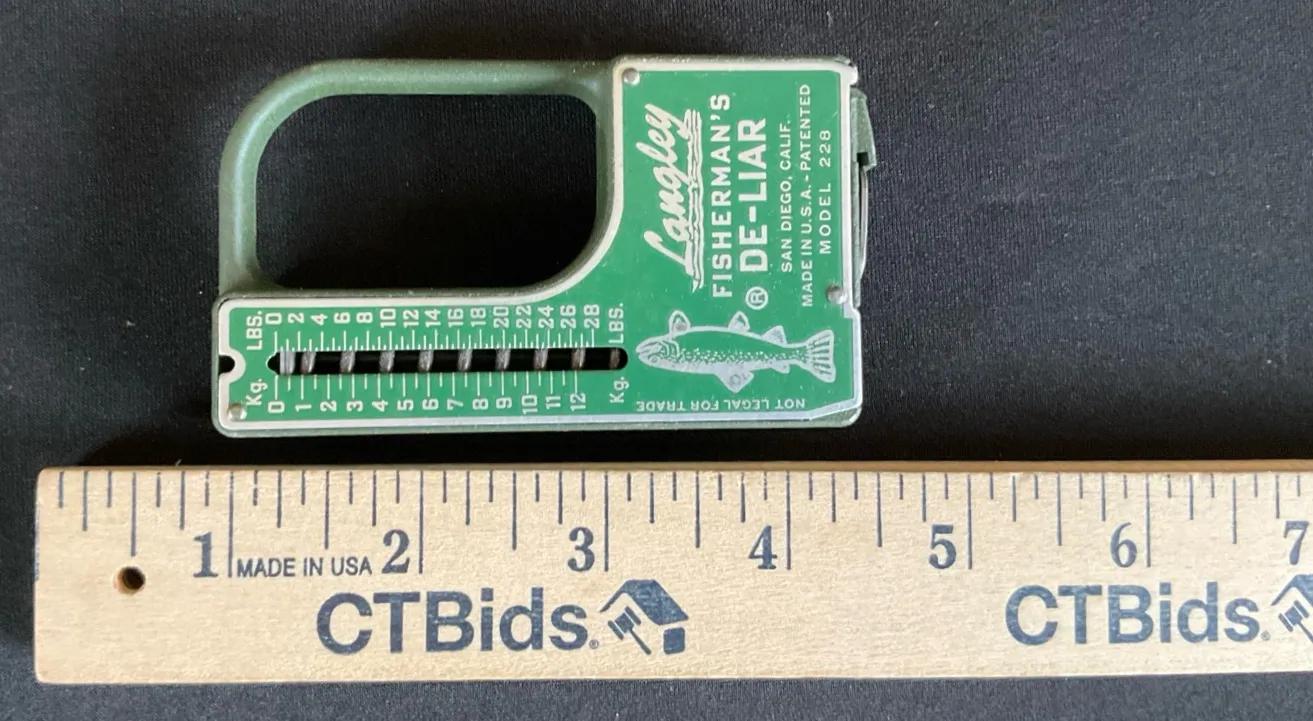 Langley
FISHERMAN'S
® DE-LIAR
SAN DIEGO, CALIF.
MADE IN U.S.A. - PATENTED
MODEL 228
LBS. 0 2 4 6 8 10 12 14 16 18 20 22 24 26 28 LBS.
Kg. 0 1 2 3 4 5 6 7 8 9 10 11 12 Kg.
NOT LEGAL FOR TRADE
1 2 3 4 5 6 7
MADE IN USA
CTBids® CTBids®